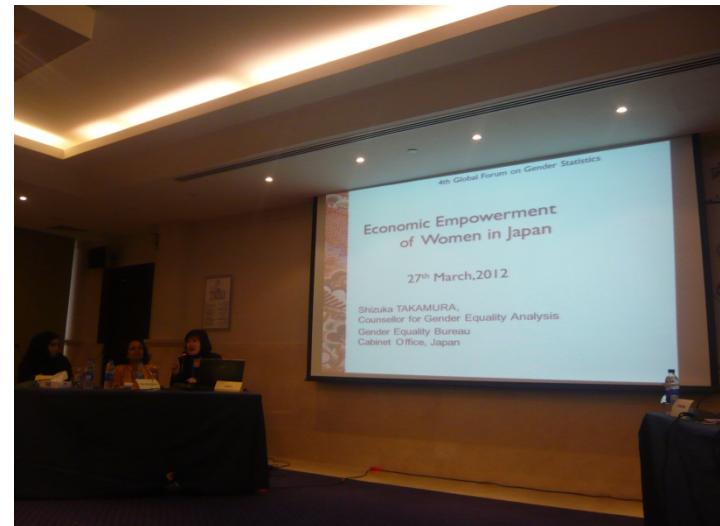 4th Global Forum on Gender Statistics
Economic Empowerment
of Women in Japan
27th March,2012
Shizuka TAKAMURA,
Counsellor for Gender Equality Analysis
Gender Equality Bureau
Cabinet Office, Japan